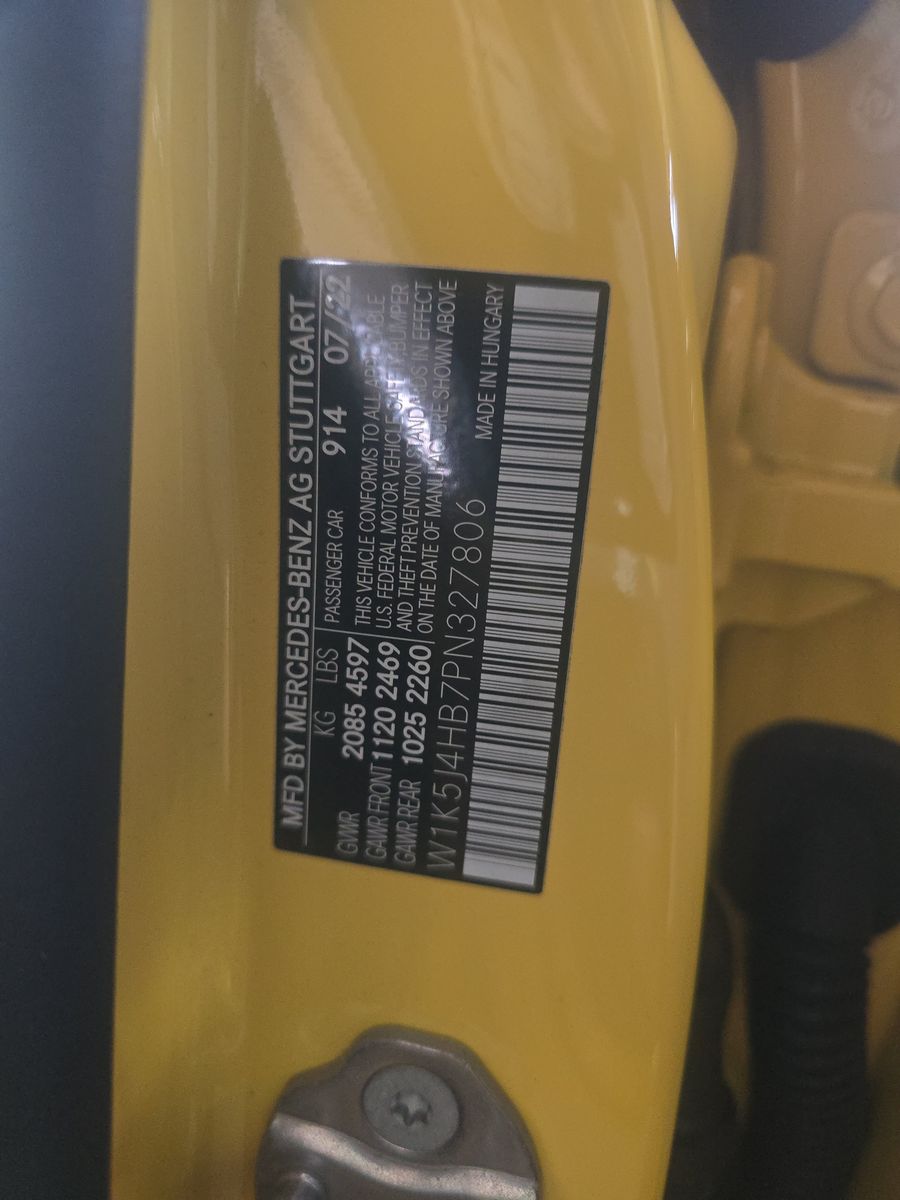 MFD BY MERCEDES-BENZ AG STUTTGART
KG LBS PASSENGER CAR 914 07/22
GVWR 2085 4597 THIS VEHICLE CONFORMS TO ALL APPLICABLE
GAWR FRONT 1120 2469 U.S. FEDERAL MOTOR VEHICLE SAFETY, BUMPER
GAWR REAR 1025 2260 AND THEFT PREVENTION STANDARDS IN EFFECT
ON THE DATE OF MANUFACTURE SHOWN ABOVE
W1K5J4HB7PN327806 MADE IN HUNGARY